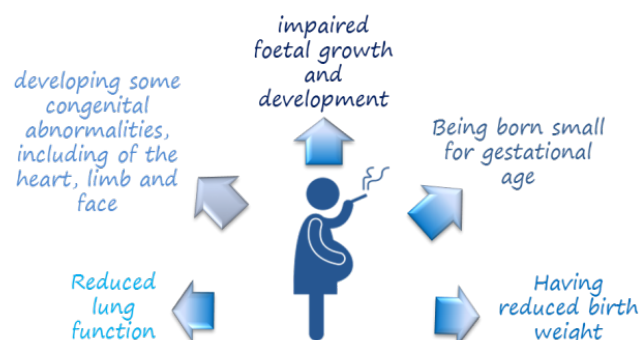 impaired
foetal growth
and
development
developing some
congenital
abnormalities,
including of the
heart, limb and
face
Being born small
for gestational
age
Reduced
lung
function
Having
reduced birth
weight